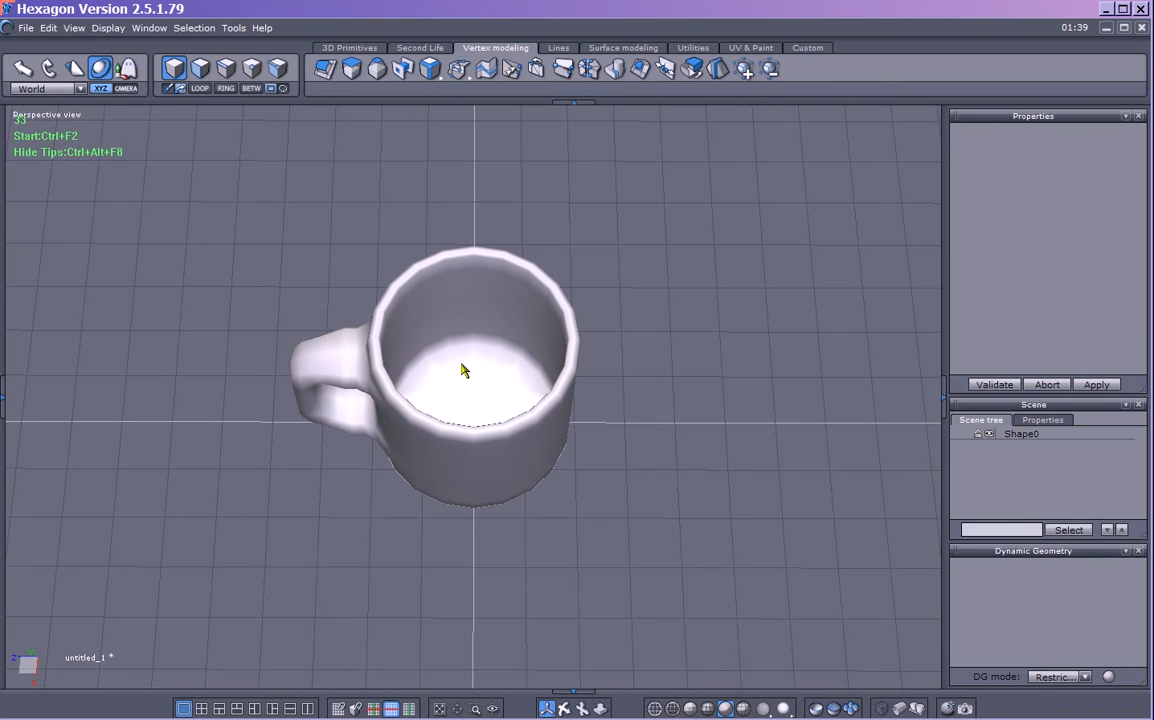 Hexagon Version 2.5.1.79
File Edit View Display Window Selection Tools Help 01:39
3D Primitives Second Life Vertex modeling Lines Surface modeling Utilities UV & Paint Custom
World XYZ CAMERA LOOP RING BETW
Perspective view
33
Start:Ctrl+F2
Hide Tips:Ctrl+Alt+F8
Properties
Validate Abort Apply
Scene
Scene tree Properties
Shape0
Select
Dynamic Geometry
untitled_1 *
DG mode: Restric...